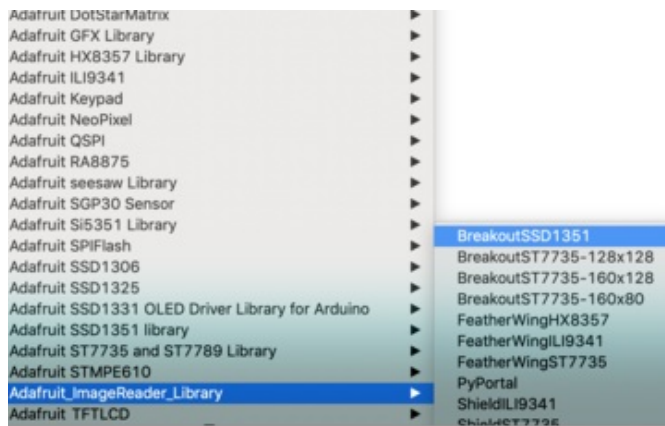 Adafruit DotStarMatrix
Adafruit GFX Library
Adafruit HX8357 Library
Adafruit ILI9341
Adafruit Keypad
Adafruit NeoPixel
Adafruit QSPI
Adafruit RA8875
Adafruit seesaw Library
Adafruit SGP30 Sensor
Adafruit Si5351 Library
Adafruit SPIFlash
Adafruit SSD1306
Adafruit SSD1325
Adafruit SSD1331 OLED Driver Library for Arduino
Adafruit SSD1351 library
Adafruit ST7735 and ST7789 Library
Adafruit STMPE610
Adafruit_ImageReader_Library
Adafruit TFTLCD
BreakoutSSD1351
BreakoutST7735-128x128
BreakoutST7735-160x128
BreakoutST7735-160x80
FeatherWingHX8357
FeatherWingILI9341
FeatherWingST7735
PyPortal
ShieldILI9341
ShieldST7735